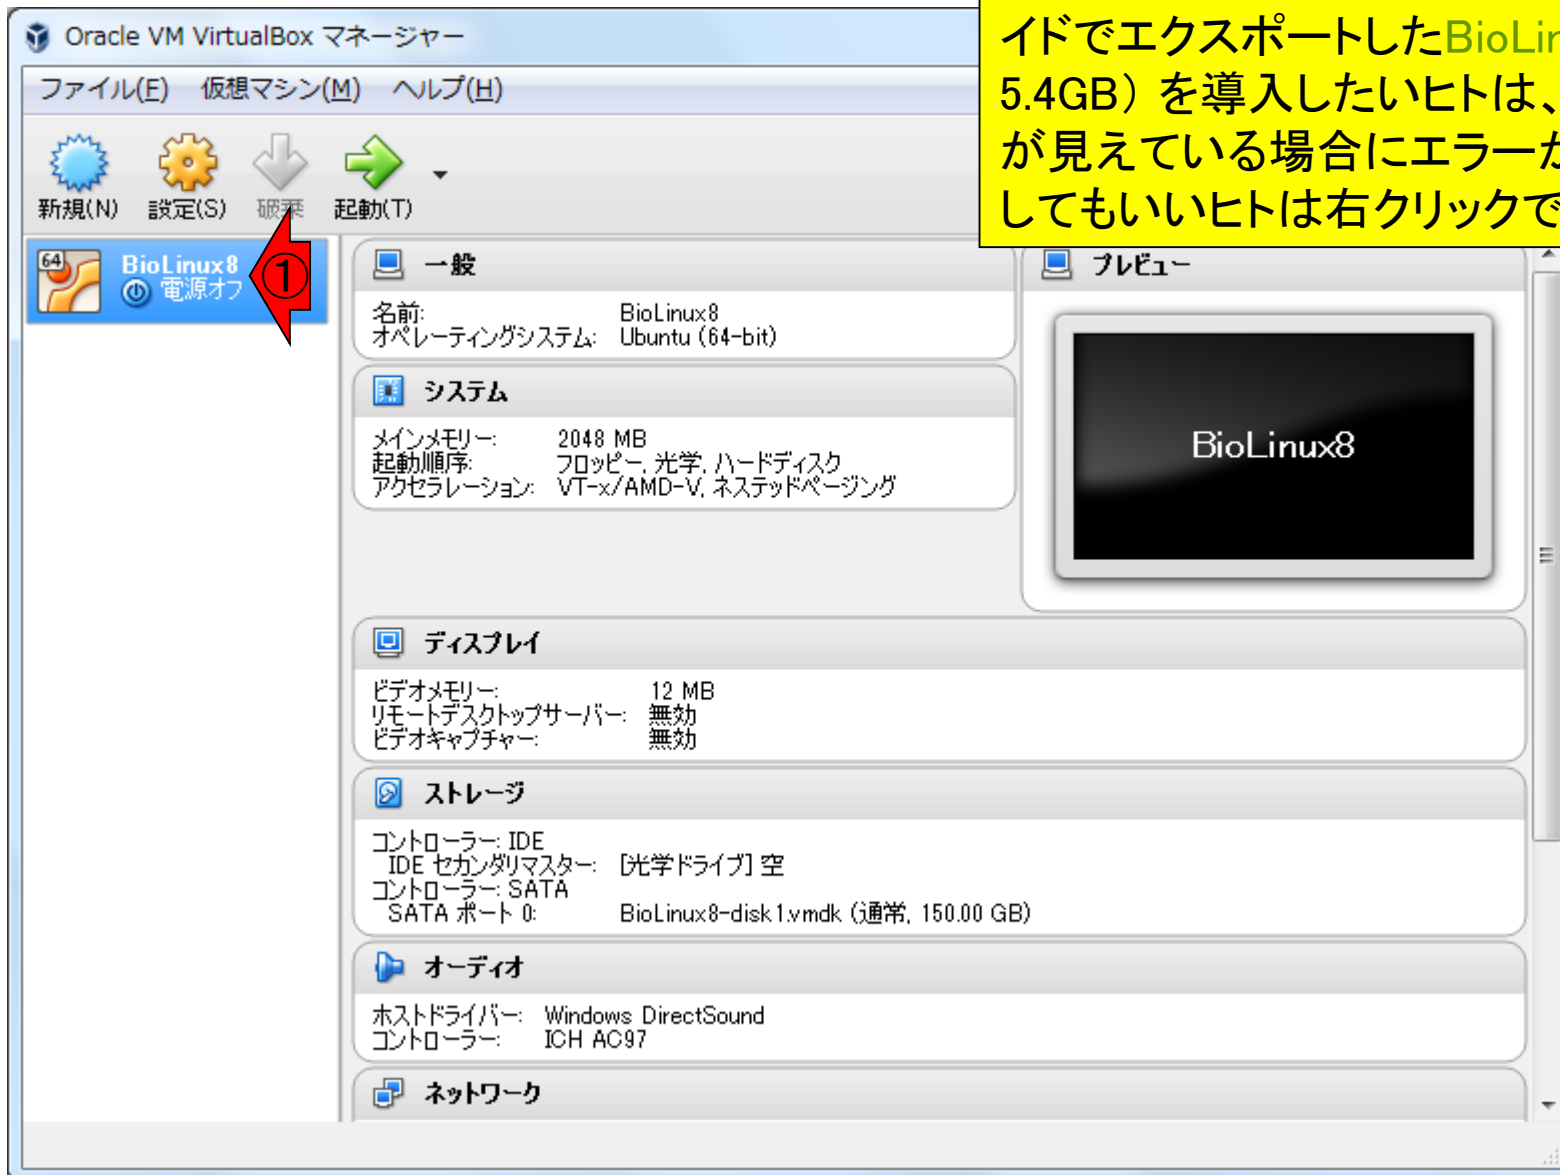 Oracle VM VirtualBox マネージャー
イドでエクスポートしたBioLin
5.4GB) を導入したいヒトは、
が見えている場合にエラーが
してもいいヒトは右クリックで
ファイル(F) 仮想マシン(M) ヘルプ(H)
新規(N) 設定(S) 破棄 起動(T)
64
BioLinux8
電源オフ
①
一般
名前: BioLinux8
オペレーティングシステム: Ubuntu (64-bit)
プレビュー
BioLinux8
システム
メインメモリー: 2048 MB
起動順序: フロッピー, 光学, ハードディスク
アクセラレーション: VT-x/AMD-V, ネステッドページング
ディスプレイ
ビデオメモリー: 12 MB
リモートデスクトップサーバー: 無効
ビデオキャプチャー: 無効
ストレージ
コントローラー: IDE
IDE セカンダリマスター: [光学ドライブ] 空
コントローラー: SATA
SATA ポート 0: BioLinux8-disk1.vmdk (通常, 150.00 GB)
オーディオ
ホストドライバー: Windows DirectSound
コントローラー: ICH AC97
ネットワーク